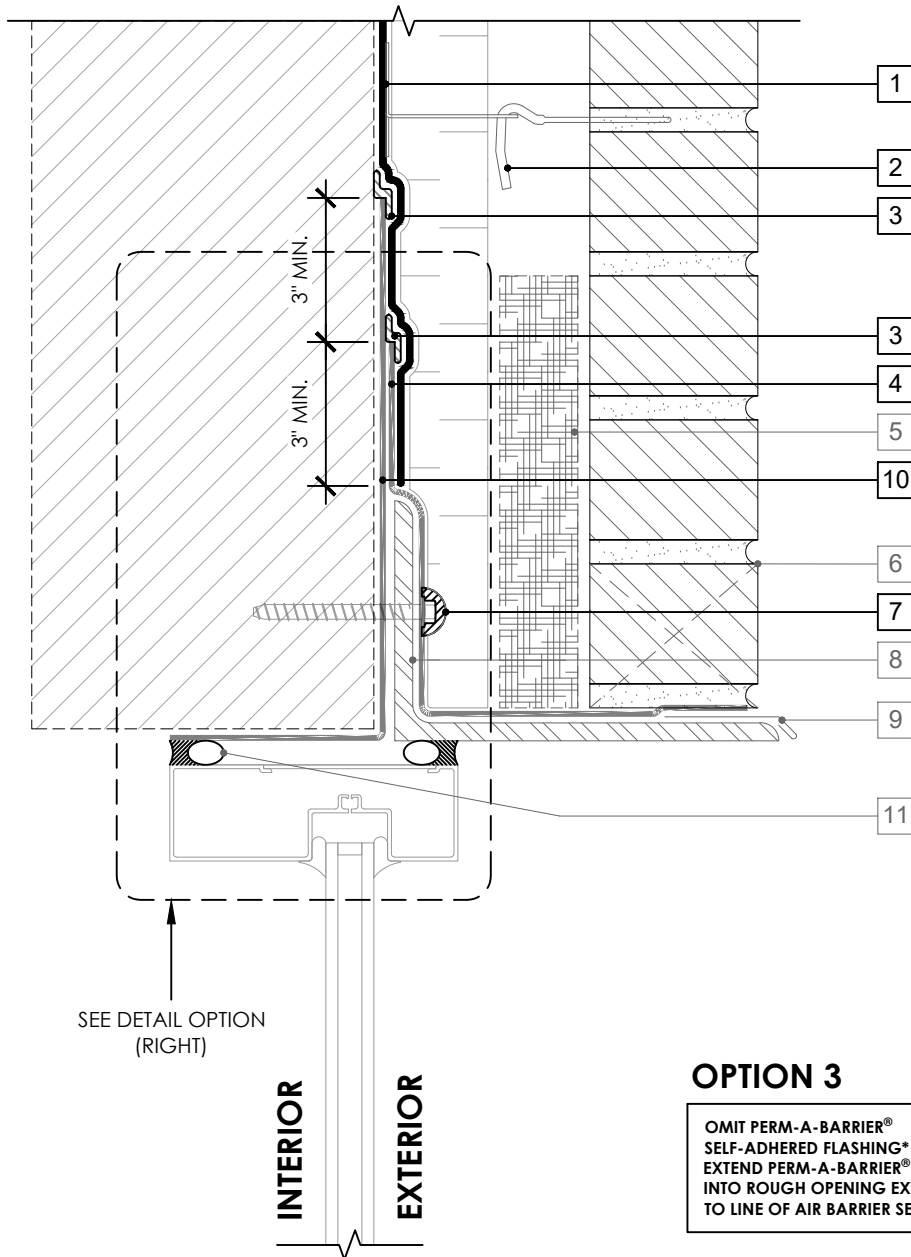 1
2
3
3" MIN.
3
4
3" MIN.
5
10
6
7
8
9
11
SEE DETAIL OPTION
(RIGHT)
INTERIOR
EXTERIOR
OPTION 3
OMIT PERM-A-BARRIER®
SELF-ADHERED FLASHING*
EXTEND PERM-A-BARRIER®
INTO ROUGH OPENING
TO LINE OF AIR BARRIER